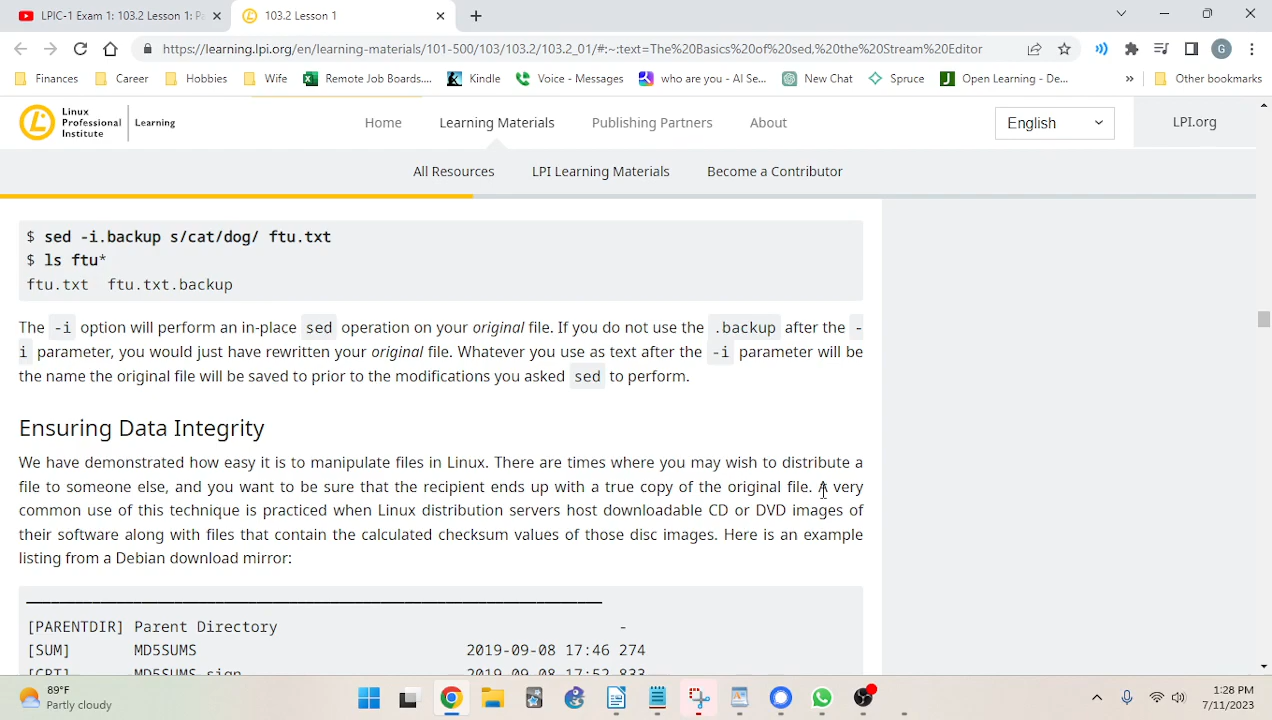 LPIC-1 Exam 1: 103.2 Lesson 1: Pa
103.2 Lesson 1
https://learning.lpi.org/en/learning-materials/101-500/103/103.2/103.2_01/#:~:text=The%20Basics%20of%20sed,%20the%20Stream%20Editor
G
Finances
Career
Hobbies
Wife
Remote Job Boards....
Kindle
Voice - Messages
who are you - AI Se...
New Chat
Spruce
Open Learning - De...
»
Other bookmarks
Linux
Professional
Institute
Learning
Home
Learning Materials
Publishing Partners
About
English
LPI.org
All Resources
LPI Learning Materials
Become a Contributor
$ sed -i.backup s/cat/dog/ ftu.txt
$ ls ftu*
ftu.txt  ftu.txt.backup
The -i option will perform an in-place sed operation on your original file. If you do not use the .backup after the -
i parameter, you would just have rewritten your original file. Whatever you use as text after the -i parameter will be
the name the original file will be saved to prior to the modifications you asked sed to perform.
Ensuring Data Integrity
We have demonstrated how easy it is to manipulate files in Linux. There are times where you may wish to distribute a
file to someone else, and you want to be sure that the recipient ends up with a true copy of the original file. A very
common use of this technique is practiced when Linux distribution servers host downloadable CD or DVD images of
their software along with files that contain the calculated checksum values of those disc images. Here is an example
listing from a Debian download mirror:
[PARENTDIR] Parent Directory -
[SUM] MD5SUMS 2019-09-08 17:46 274
[CRT] MD5SUMS.sign 2019-09-08 17:52 833
89°F
Partly cloudy
1:28 PM
7/11/2023